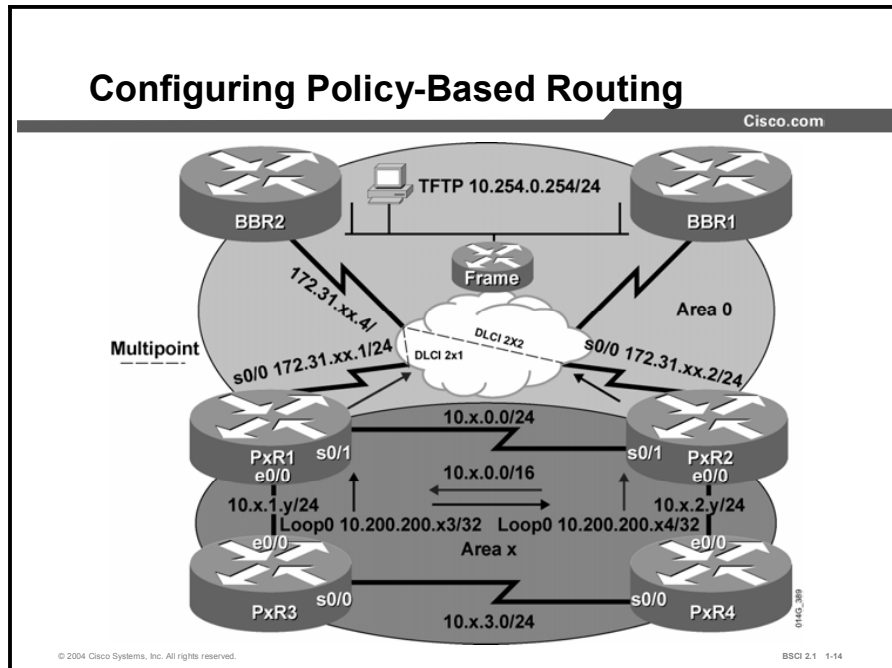 Configuring Policy-Based Routing
Cisco.com
TFTP 10.254.0.254/24
BBR2
BBR1
Frame
172.31.xx.4/
Area 0
Multipoint
DLCI 2X2
DLCI 2x1
s0/0 172.31.xx.1/24
s0/0 172.31.xx.2/24
10.x.0.0/24
PxR1
s0/1
s0/1
PxR2
e0/0
e0/0
10.x.0.0/16
10.x.1.y/24
10.x.2.y/24
Loop0 10.200.200.x3/32
Loop0 10.200.200.x4/32
e0/0
Area x
e0/0
PxR3
s0/0
s0/0
PxR4
10.x.3.0/24
014G_389
© 2004 Cisco Systems, Inc. All rights reserved.
BSCI 2.1 1-14